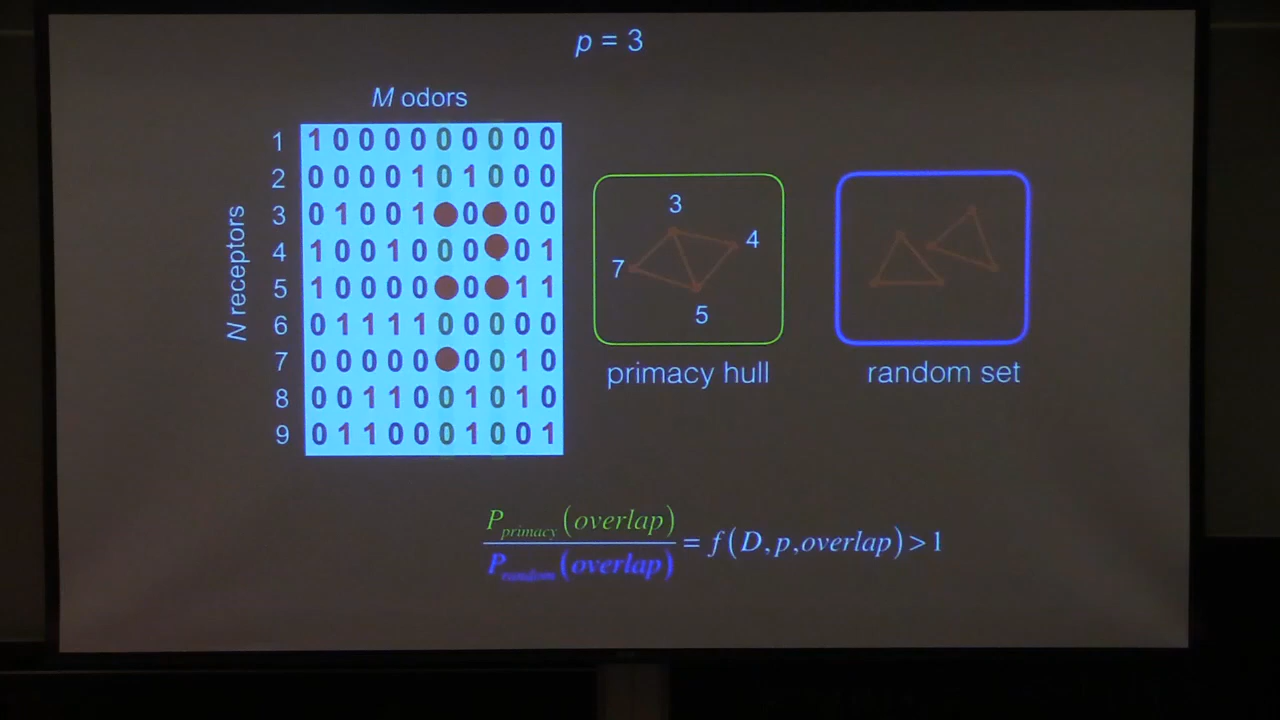 p = 3
M odors
N receptors
1 1 0 0 0 0 0 0 0 0 0
2 0 0 0 0 1 0 1 0 0 0
3 0 1 0 0 1 0 0 0
4 1 0 0 1 0 0 0 0 1
5 1 0 0 0 0 0 1 1
6 0 1 1 1 1 0 0 0 0 0
7 0 0 0 0 0 0 0 1 0
8 0 0 1 1 0 0 1 0 1 0
9 0 1 1 0 0 0 1 0 0 1
3
4
7
5
primacy hull
random set
P primacy (overlap)
P random (overlap)
= f(D,p,overlap) > 1